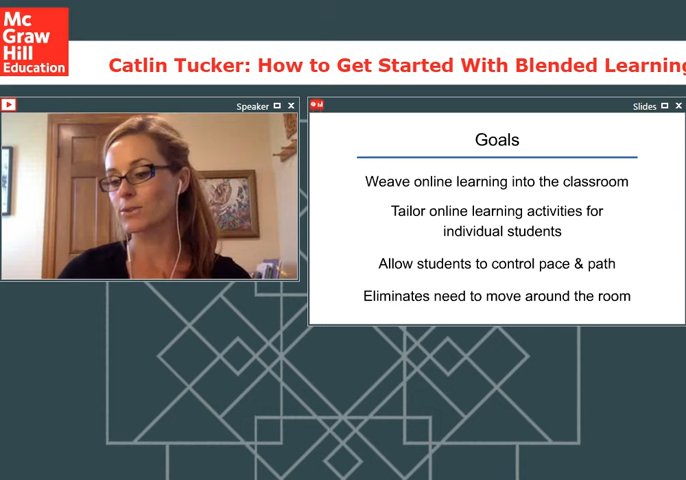 Mc
Graw
Hill
Education
Catlin Tucker: How to Get Started With Blended Learning
Speaker
Slides
Goals
Weave online learning into the classroom
Tailor online learning activities for
individual students
Allow students to control pace & path
Eliminates need to move around the room